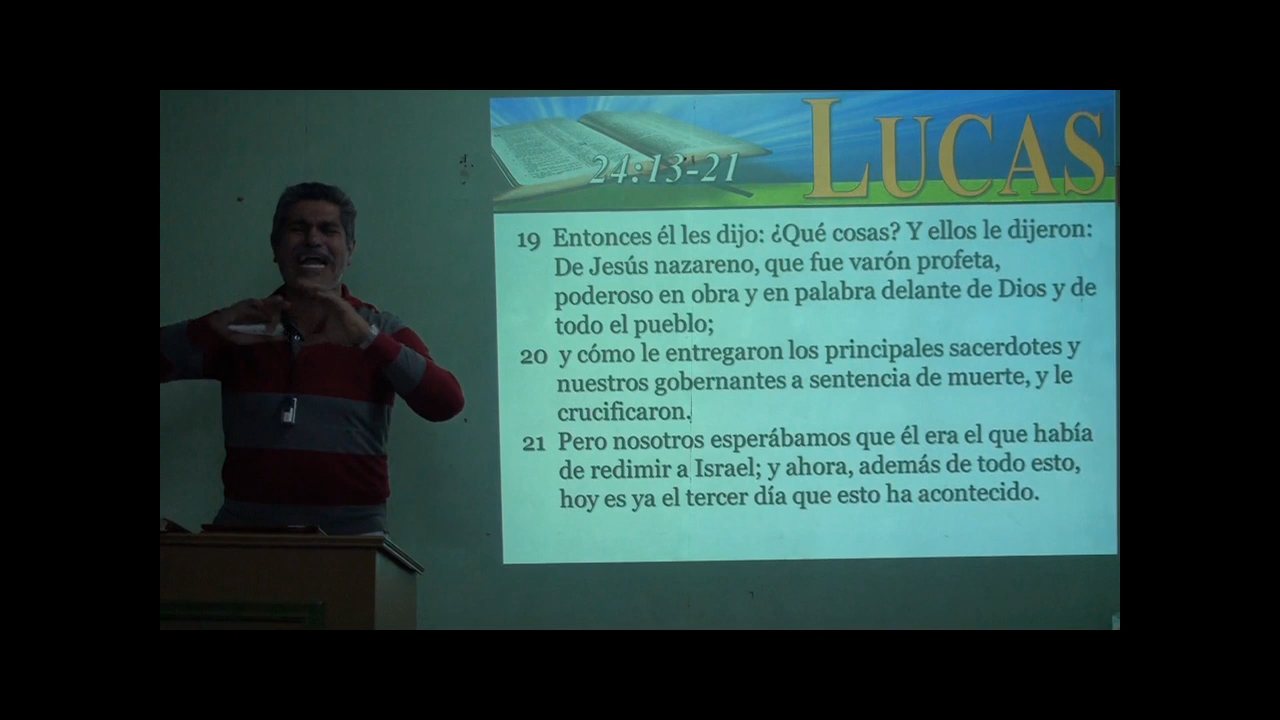 24:13-21 LUCAS
19 Entonces él les dijo: ¿Qué cosas? Y ellos le dijeron:
De Jesús nazareno, que fue varón profeta,
poderoso en obra y en palabra delante de Dios y de
todo el pueblo;
20 y cómo le entregaron los principales sacerdotes y
nuestros gobernantes a sentencia de muerte, y le
crucificaron.
21 Pero nosotros esperábamos que él era el que había
de redimir a Israel; y ahora, además de todo esto,
hoy es ya el tercer día que esto ha acontecido.